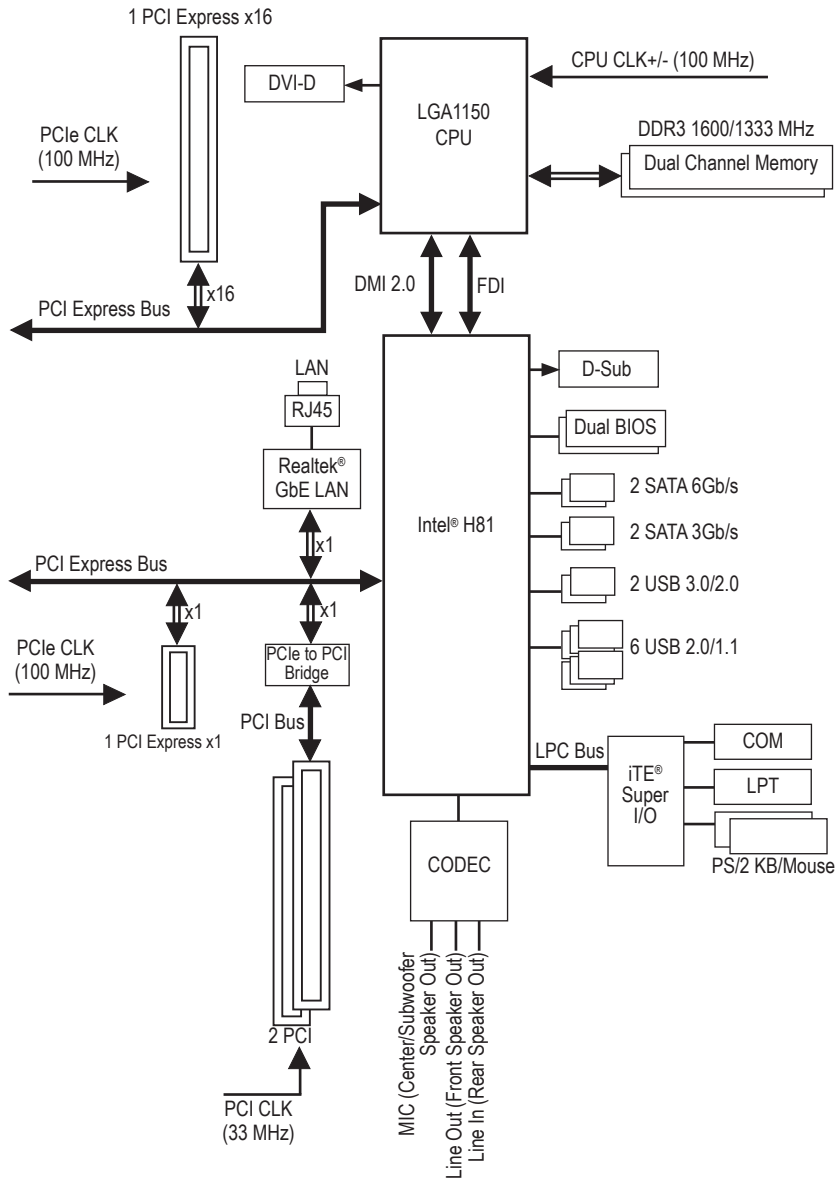 1 PCI Express x16
DVI-D
LGA1150
CPU
CPU CLK+/- (100 MHz)
PCIe CLK
(100 MHz)
DDR3 1600/1333 MHz
Dual Channel Memory
x16
PCI Express Bus
DMI 2.0
FDI
LAN
RJ45
Realtek®
GbE LAN
x1
Intel® H81
D-Sub
Dual BIOS
2 SATA 6Gb/s
2 SATA 3Gb/s
2 USB 3.0/2.0
6 USB 2.0/1.1
PCI Express Bus
x1
x1
PCIe CLK
(100 MHz)
1 PCI Express x1
PCIe to PCI
Bridge
PCI Bus
LPC Bus
iTE®
Super
I/O
COM
LPT
PS/2 KB/Mouse
CODEC
MIC (Center/Subwoofer
Speaker Out)
Line Out (Front Speaker Out)
Line In (Rear Speaker Out)
2 PCI
PCI CLK
(33 MHz)